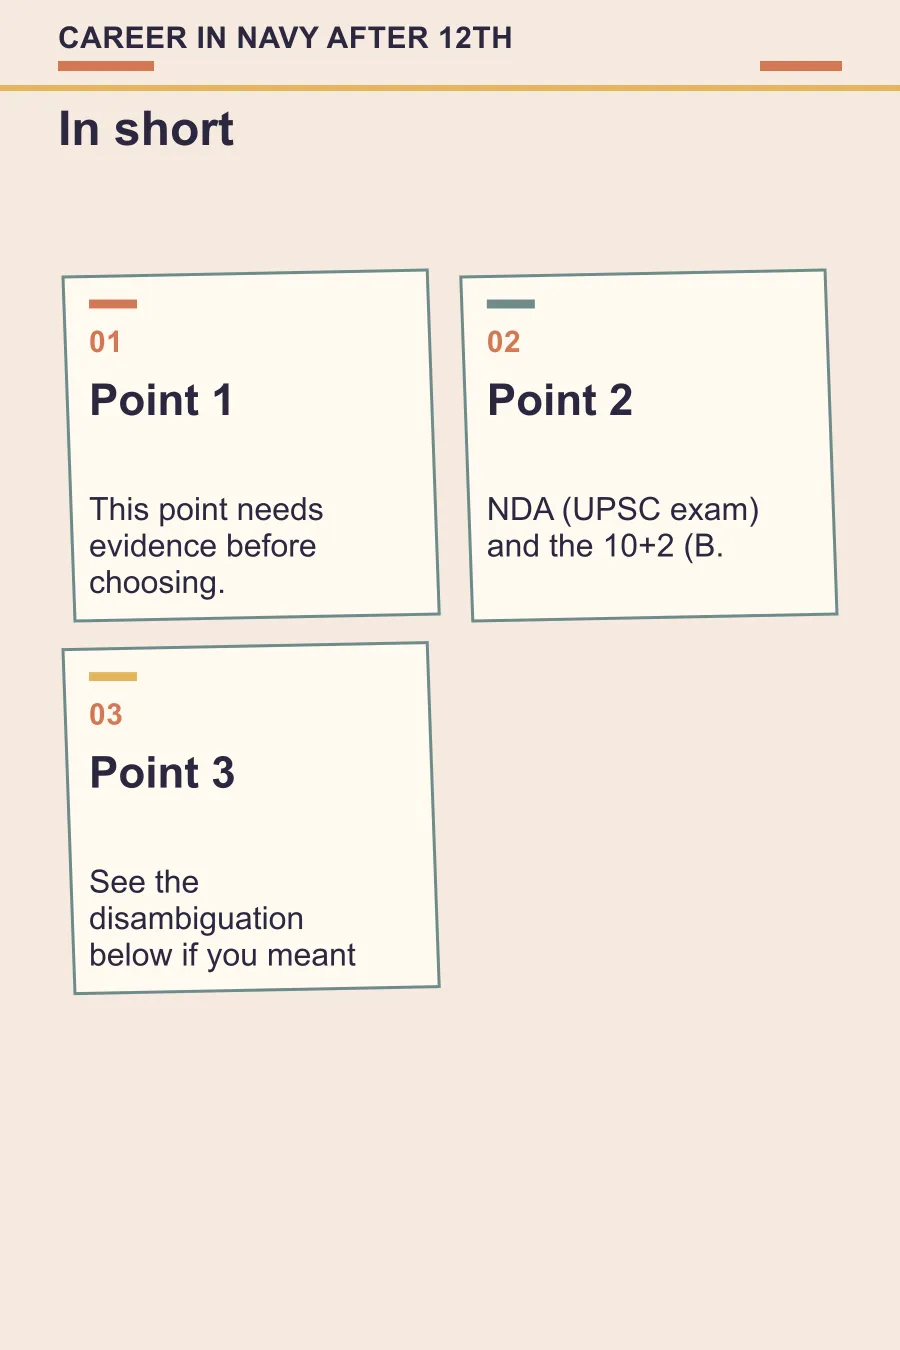 CAREER IN NAVY AFTER 12TH
In short
01
Point 1
This point needs
evidence before
choosing.
02
Point 2
NDA (UPSC exam)
and the 10+2 (B.
03
Point 3
See the
disambiguation
below if you meant